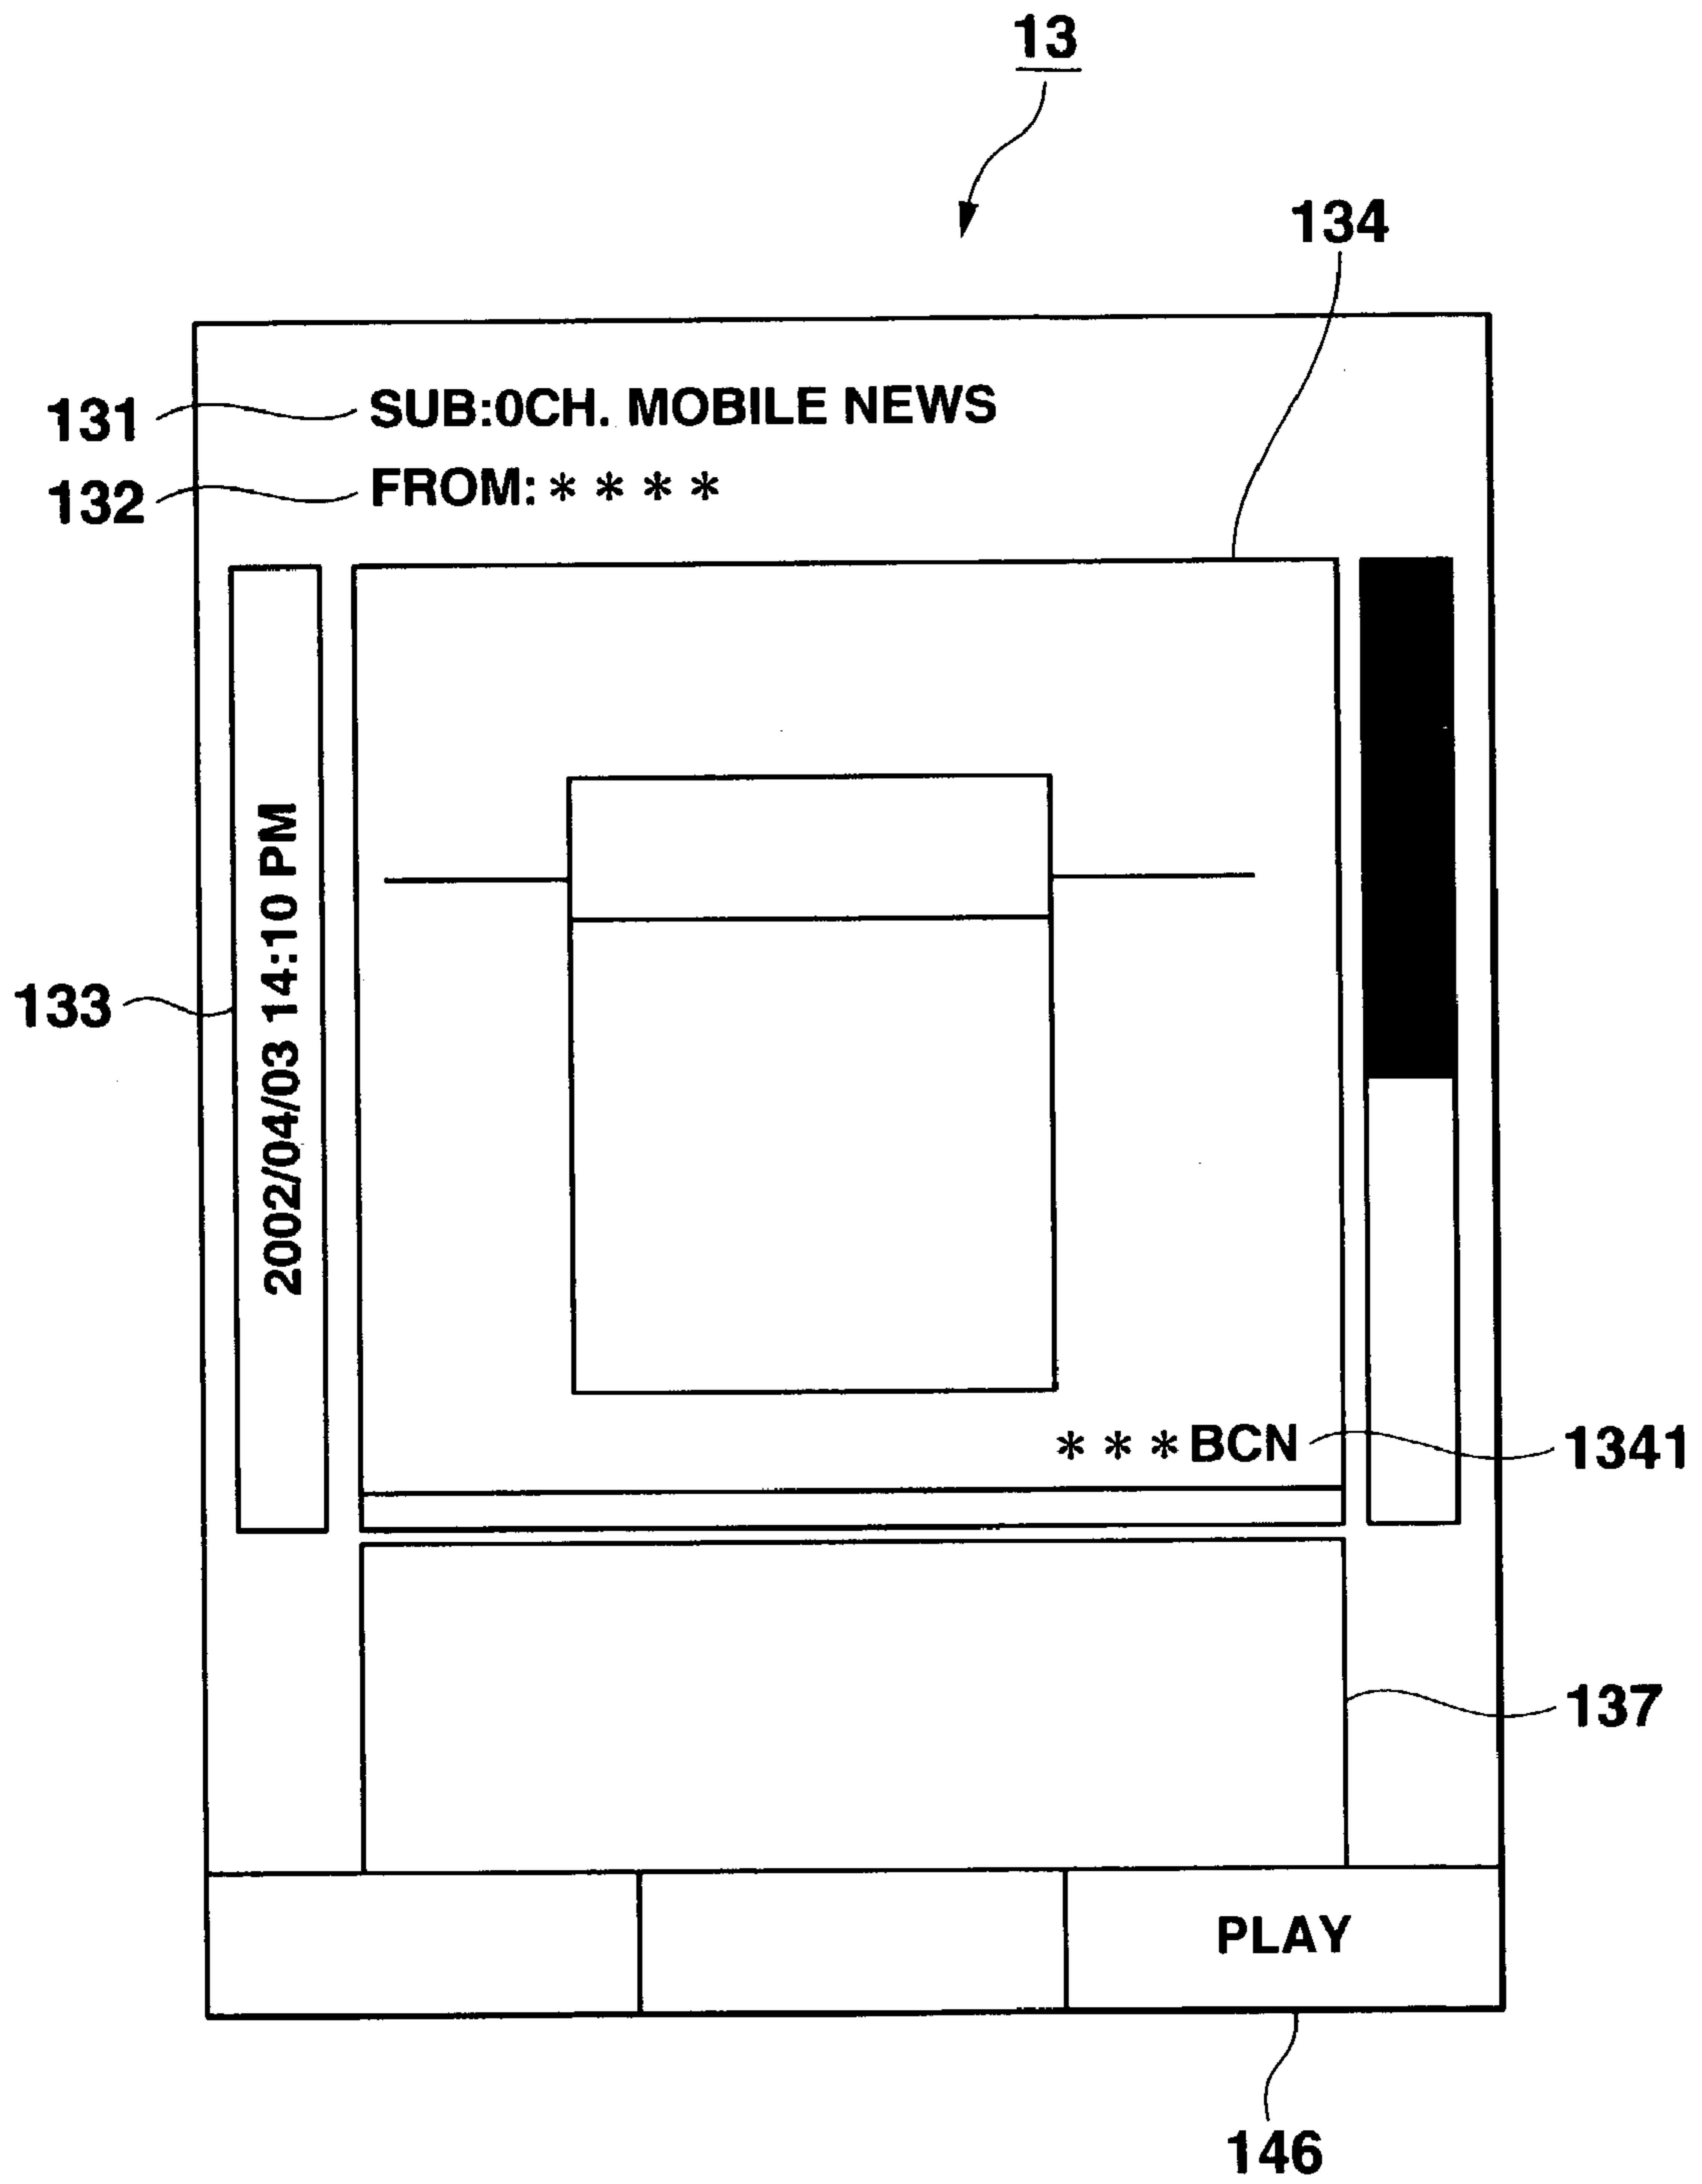 13
134
131 SUB:0CH. MOBILE NEWS
132 FROM:****
133 2002/04/03 14:10 PM
***BCN 1341
137
PLAY
146